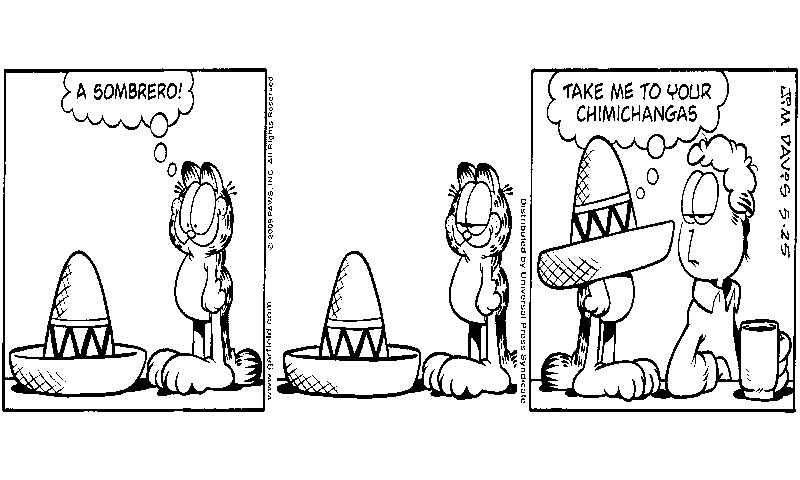 A SOMBRERO!
© 2009 PAWS, INC. All Rights Reserved
www.garfield.com
Distributed by Universal Press Syndicate
TAKE ME TO YOUR
CHIMICHANGAS
JIM DAVIS 5-25